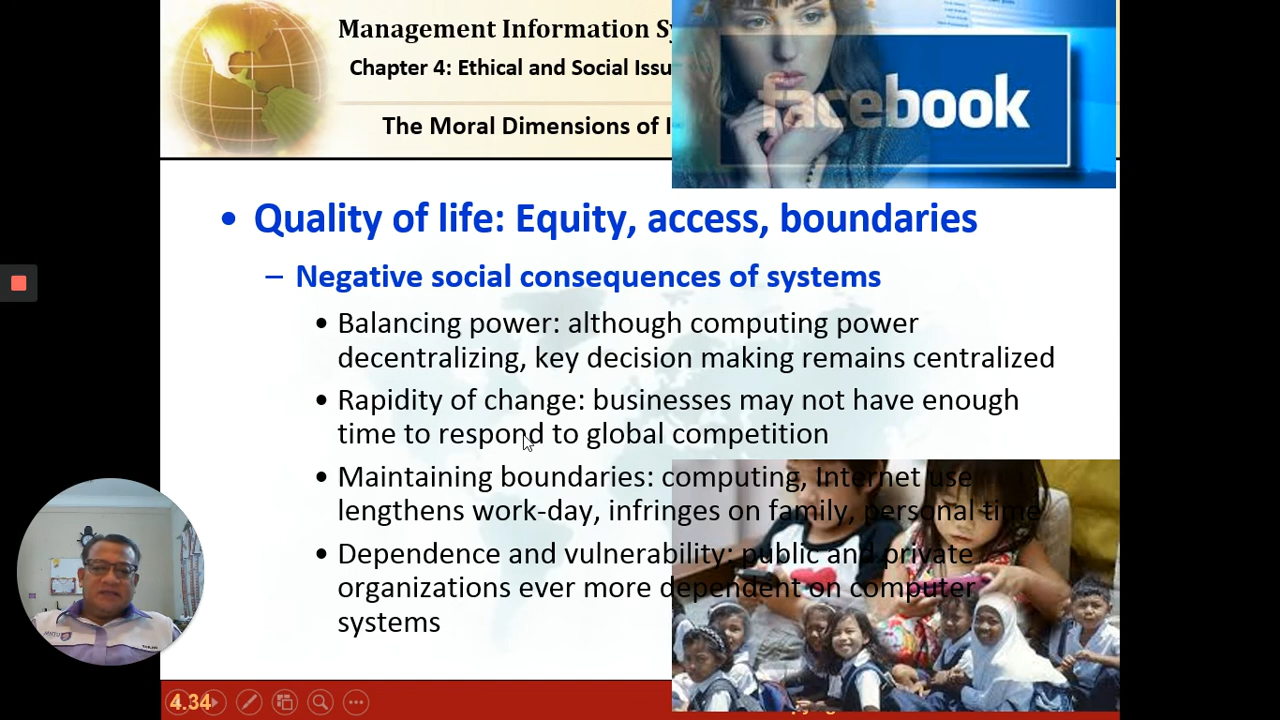 Management Information Sy
Chapter 4: Ethical and Social Issu
The Moral Dimensions of I
facebook
• Quality of life: Equity, access, boundaries
– Negative social consequences of systems
• Balancing power: although computing power
decentralizing, key decision making remains centralized
• Rapidity of change: businesses may not have enough
time to respond to global competition
• Maintaining boundaries: computing, Internet use
lengthens work-day, infringes on family, personal time
• Dependence and vulnerability: public and private
organizations ever more dependent on computer
systems
4.34